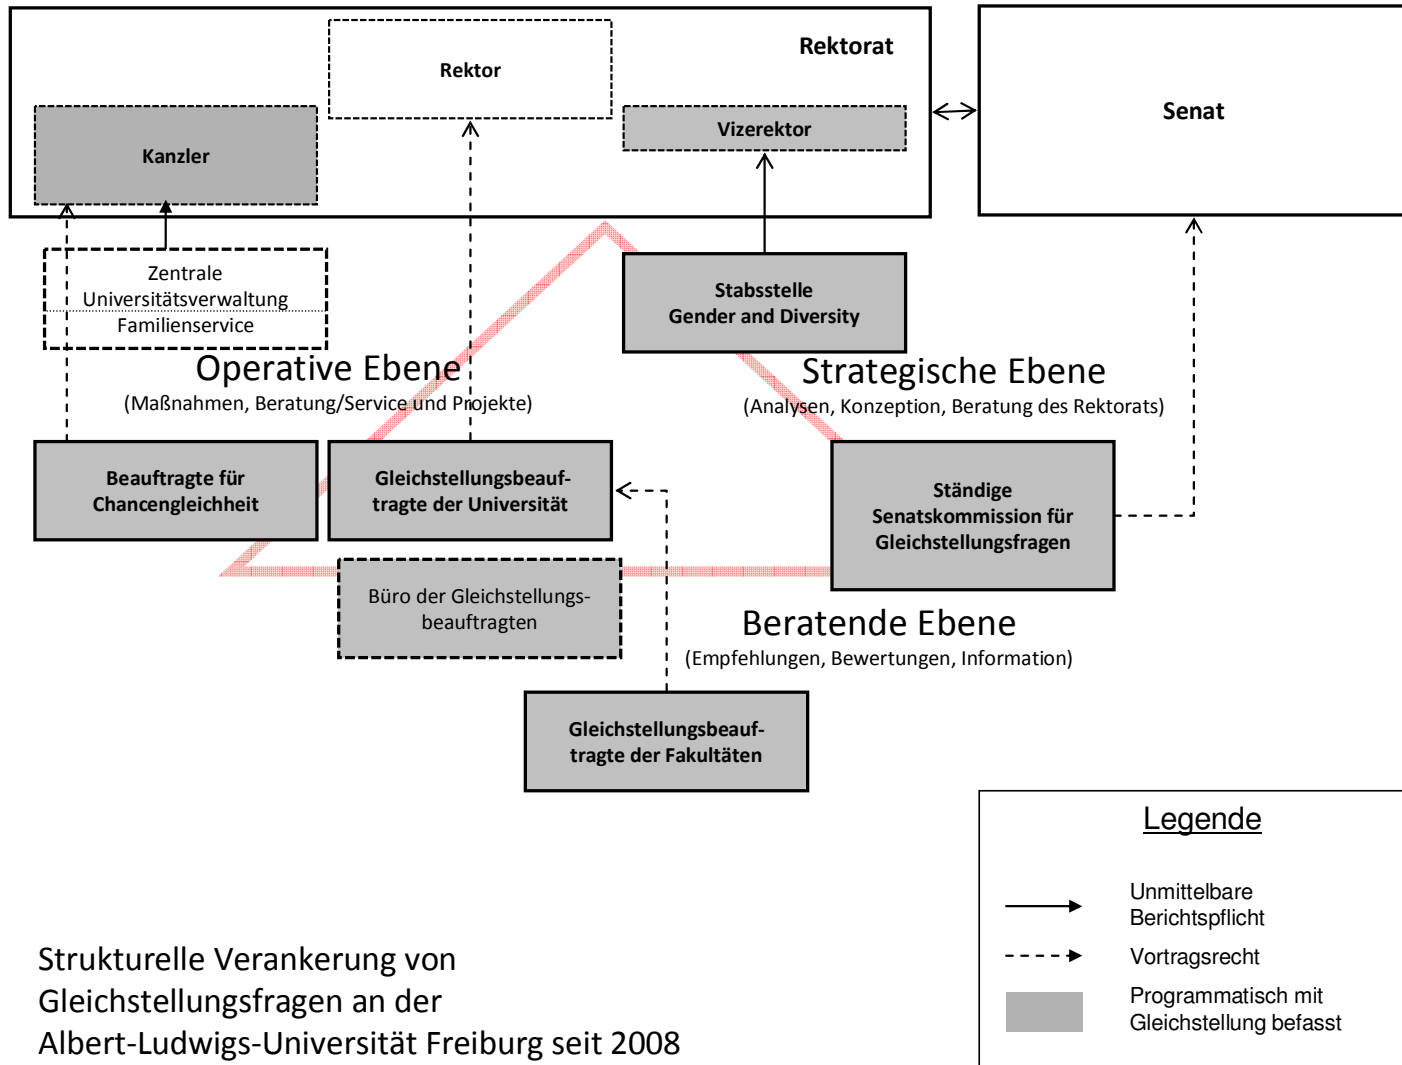 Rektorat
Rektor
Kanzler
Vizerektor
Senat
Zentrale
Universitätsverwaltung
Familienservice
Stabsstelle
Gender and Diversity
Operative Ebene
(Maßnahmen, Beratung/Service und Projekte)
Strategische Ebene
(Analysen, Konzeption, Beratung des Rektorats)
Beauftragte für
Chancengleichheit
Gleichstellungsbeauf-
tragte der Universität
Ständige
Senatskommission für
Gleichstellungsfragen
Büro der Gleichstellungs-
beauftragten
Beratende Ebene
(Empfehlungen, Bewertungen, Information)
Gleichstellungsbeauf-
tragte der Fakultäten
Legende
Unmittelbare
Berichtspflicht
Vortragsrecht
Programmatisch mit
Gleichstellung befasst
Strukturelle Verankerung von
Gleichstellungsfragen an der
Albert-Ludwigs-Universität Freiburg seit 2008